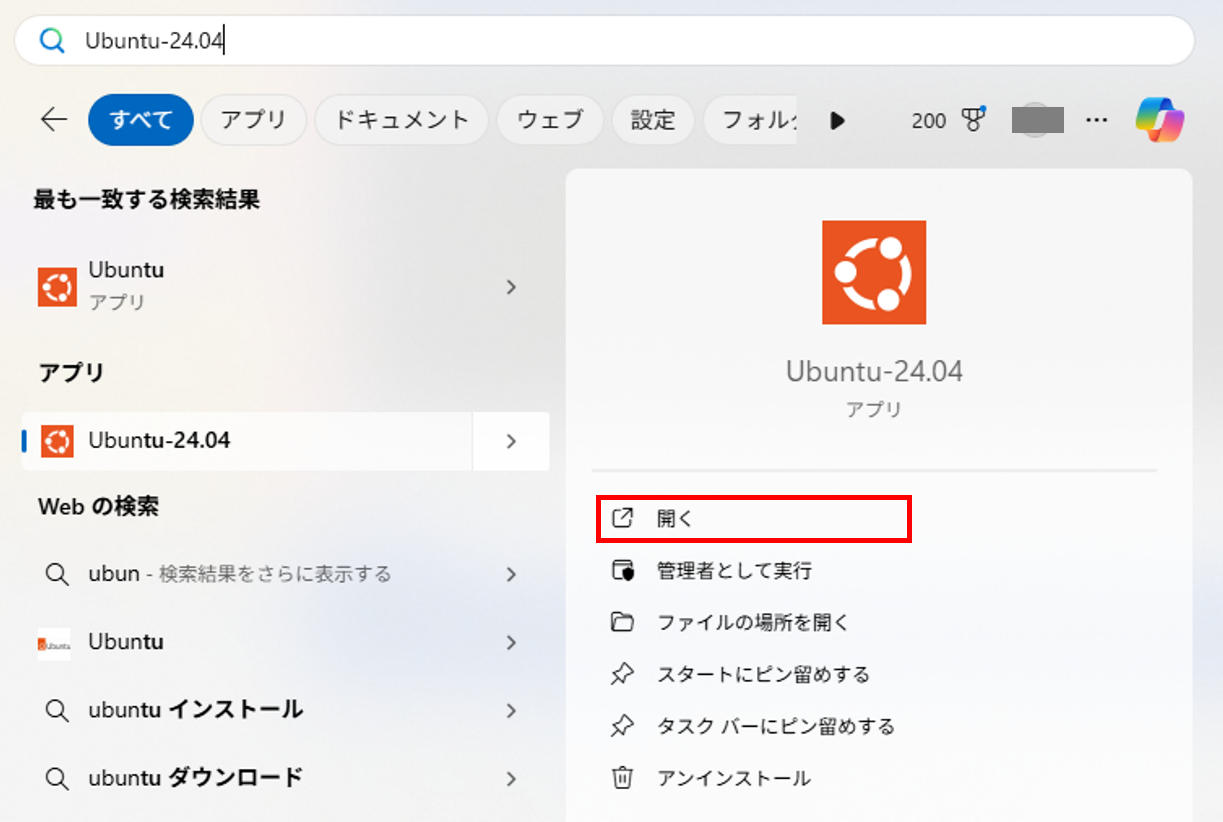 Ubuntu-24.04
すべて
アプリ
ドキュメント
ウェブ
設定
フォル
200
最も一致する検索結果
Ubuntu
アプリ
アプリ
Ubuntu-24.04
Web の検索
ubun - 検索結果をさらに表示する
Ubuntu
ubuntu インストール
ubuntu ダウンロード
Ubuntu-24.04
アプリ
開く
管理者として実行
ファイルの場所を開く
スタートにピン留めする
タスク バーにピン留めする
アンインストール